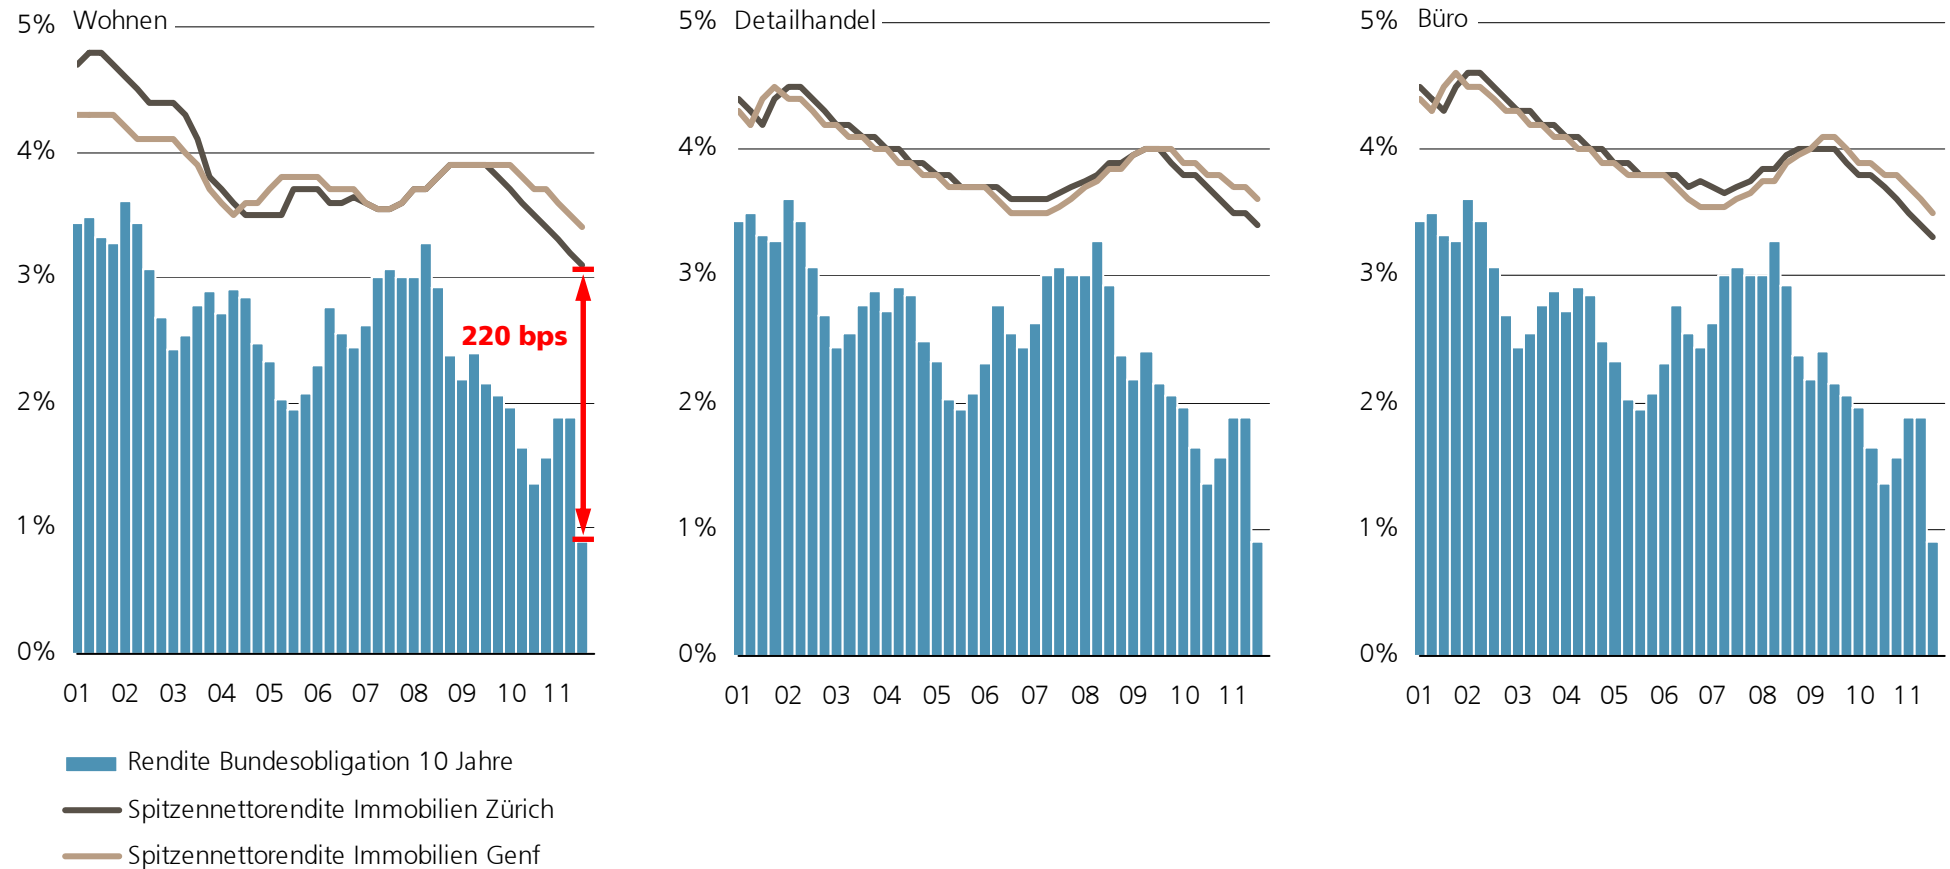 Wohnen
5%
4%
3%
2%
1%
0%
220 bps
01 02 03 04 05 06 07 08 09 10 11
Detailhandel
5%
4%
3%
2%
1%
0%
01 02 03 04 05 06 07 08 09 10 11
Büro
5%
4%
3%
2%
1%
0%
01 02 03 04 05 06 07 08 09 10 11
Rendite Bundesobligation 10 Jahre
Spitzennettorendite Immobilien Zürich
Spitzennettorendite Immobilien Genf